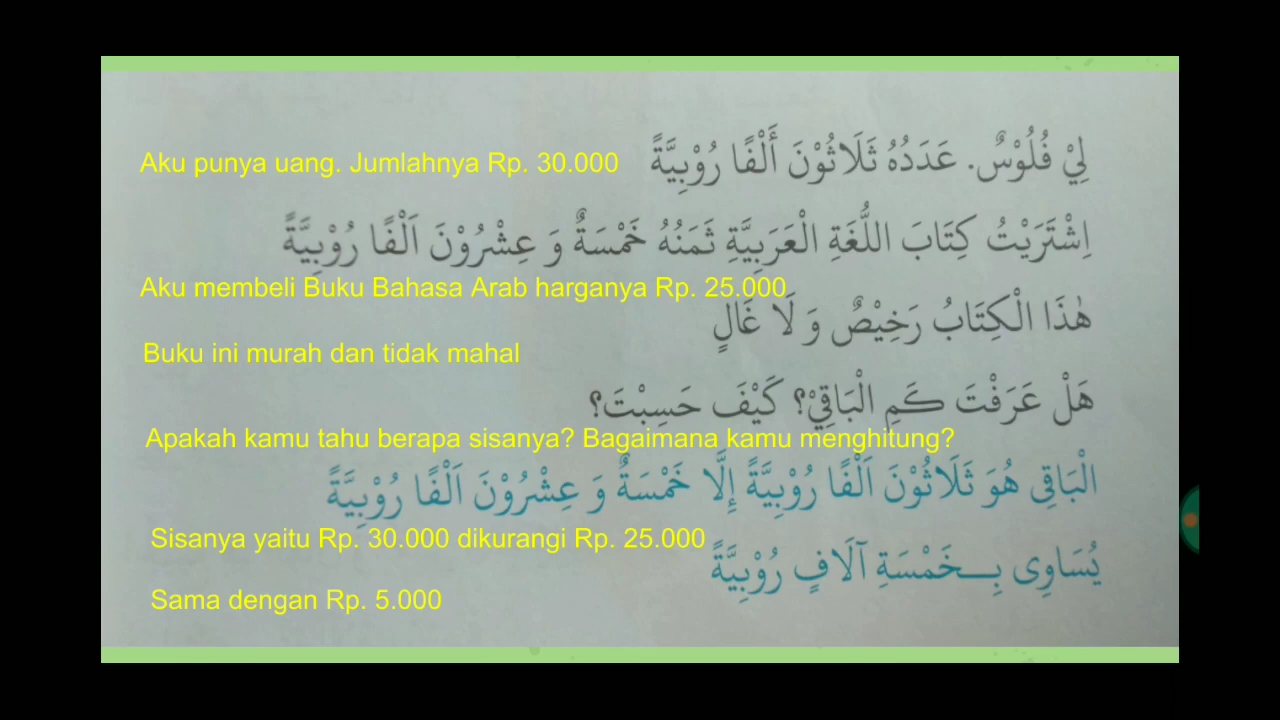 لِيْ فُلُوْسٌ. عَدَدُهُ ثَلَاثُوْنَ أَلْفًا رُوْبِيَّةً
Aku punya uang. Jumlahnya Rp. 30.000
اِشْتَرَيْتُ كِتَابَ اللُّغَةِ الْعَرَبِيَّةِ ثَمَنُهُ خَمْسَةٌ وَ عِشْرُوْنَ اَلْفًا رُوْبِيَّةً
Aku membeli Buku Bahasa Arab harganya Rp. 25.000
هٰذَا الْكِتَابُ رَخِيْصٌ وَ لَا غَالٍ
Buku ini murah dan tidak mahal
هَلْ عَرَفْتَ كَمِ الْبَاقِيْ؟ كَيْفَ حَسِبْتَ؟
Apakah kamu tahu berapa sisanya? Bagaimana kamu menghitung?
الْبَاقِى هُوَ ثَلَاثُوْنَ اَلْفًا رُوْبِيَّةً إِلَّا خَمْسَةٌ وَ عِشْرُوْنَ اَلْفًا رُوْبِيَّةً
Sisanya yaitu Rp. 30.000 dikurangi Rp. 25.000
يُسَاوِى بِـخَمْسَةِ آلَافٍ رُوْبِيَّةً
Sama dengan Rp. 5.000